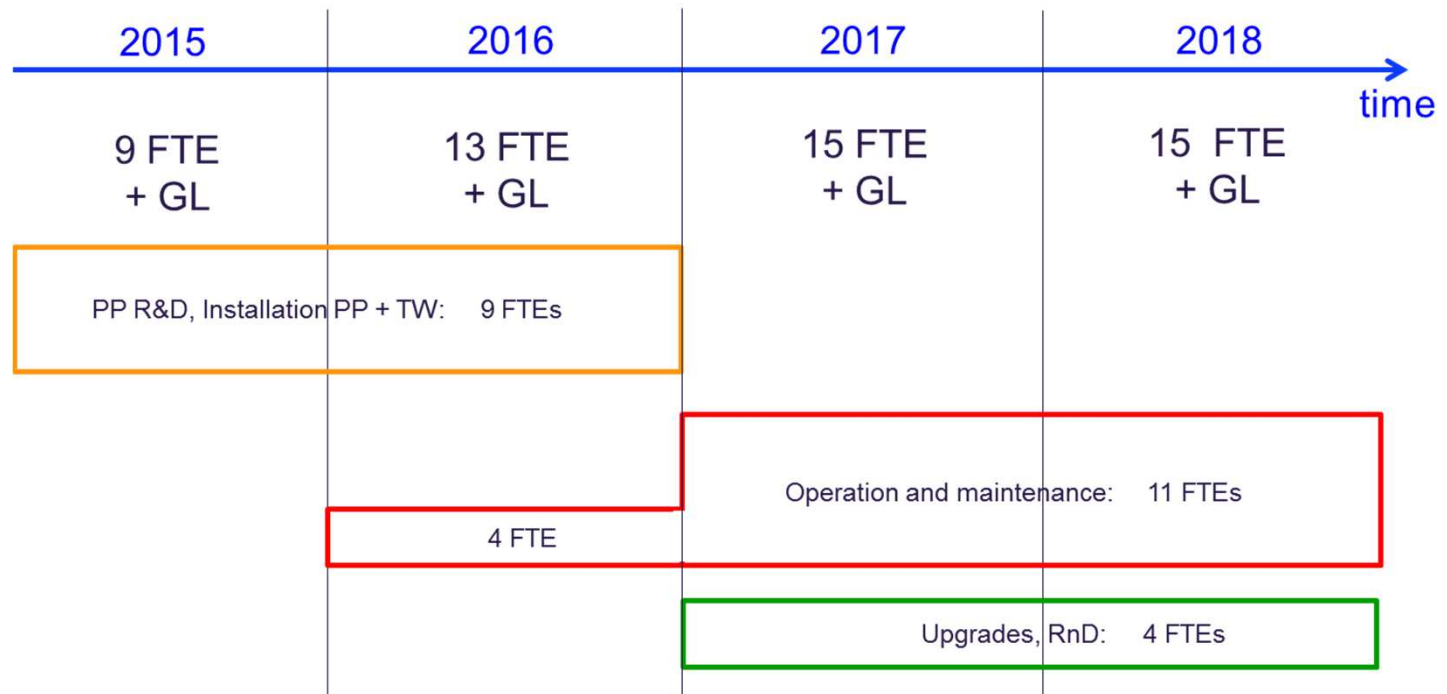 2015 2016 2017 2018
time
9 FTE 13 FTE 15 FTE 15 FTE
+ GL + GL + GL + GL
PP R&D, Installation PP + TW: 9 FTEs
Operation and maintenance: 11 FTEs
4 FTE
Upgrades, RnD: 4 FTEs